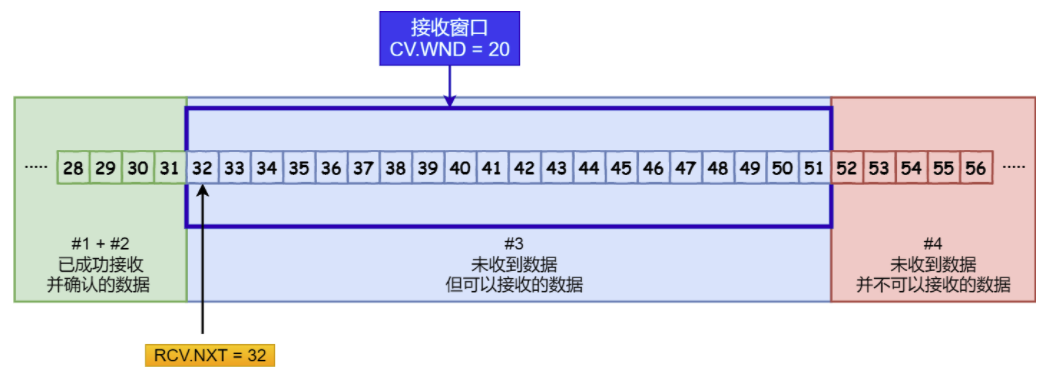 接收窗口
CV.WND = 20
..... 28 29 30 31 32 33 34 35 36 37 38 39 40 41 42 43 44 45 46 47 48 49 50 51 52 53 54 55 56 .....
#1 + #2
已成功接收
并确认的数据
#3
未收到数据
但可以接收的数据
#4
未收到数据
并不可以接收的数据
RCV.NXT = 32